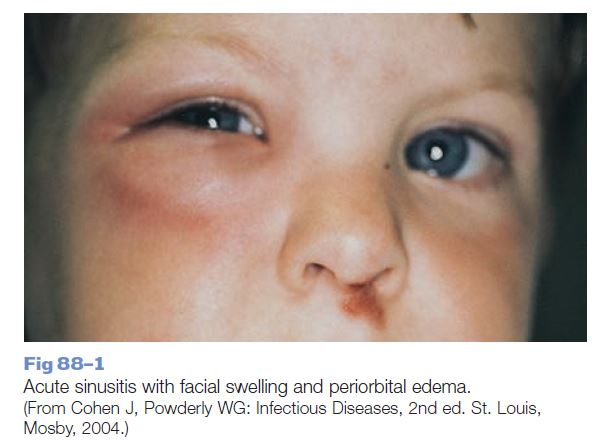 Fig 88–1
Acute sinusitis with facial swelling and periorbital edema.
(From Cohen J, Powderly WG: Infectious Diseases, 2nd ed. St. Louis,
Mosby, 2004.)